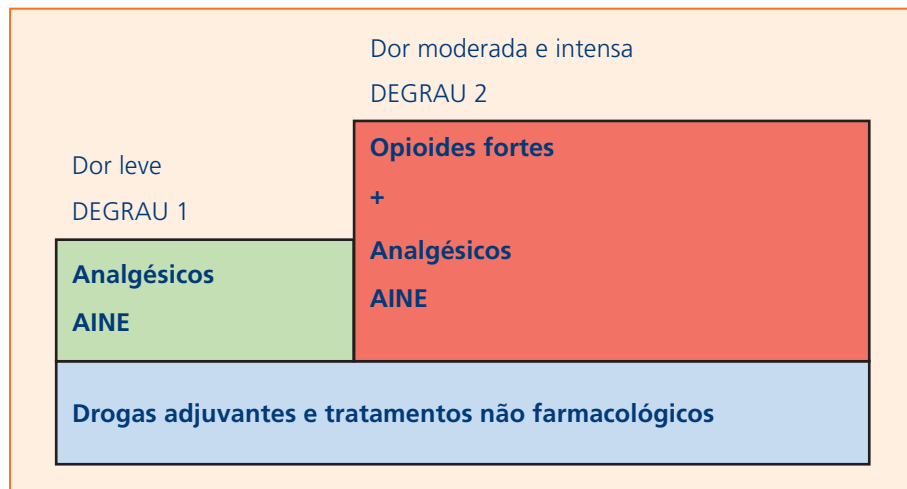 Dor moderada e intensa
DEGRAU 2
Opioides fortes
+
Analgésicos
AINE
Dor leve
DEGRAU 1
Analgésicos
AINE
Drogas adjuvantes e tratamentos não farmacológicos